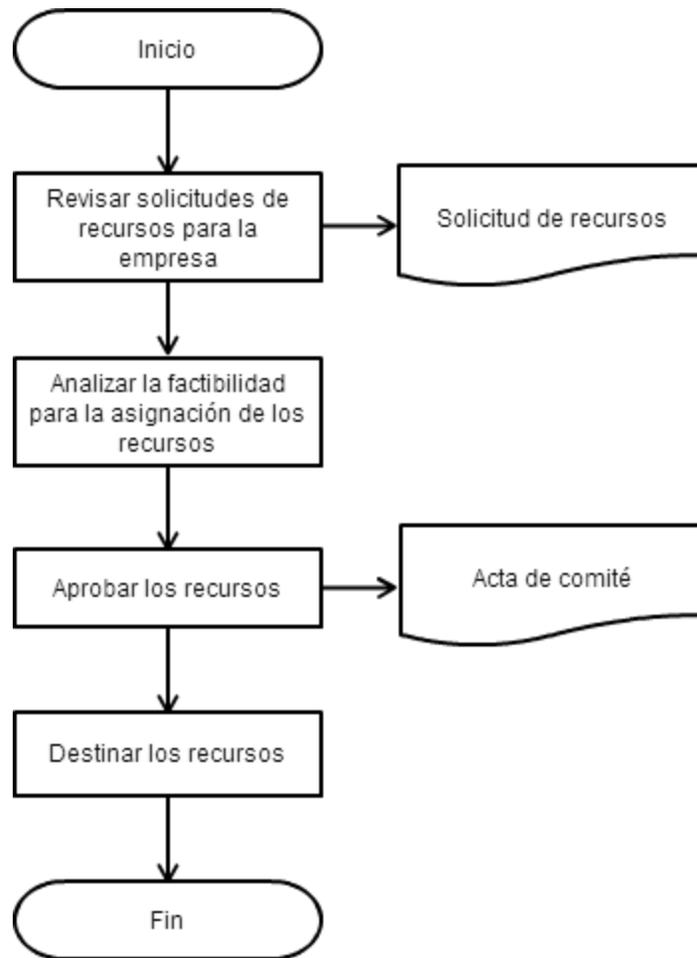 Inicio
Revisar solicitudes de
recursos para la
empresa
Solicitud de recursos
Analizar la factibilidad
para la asignación de los
recursos
Aprobar los recursos
Acta de comité
Destinar los recursos
Fin